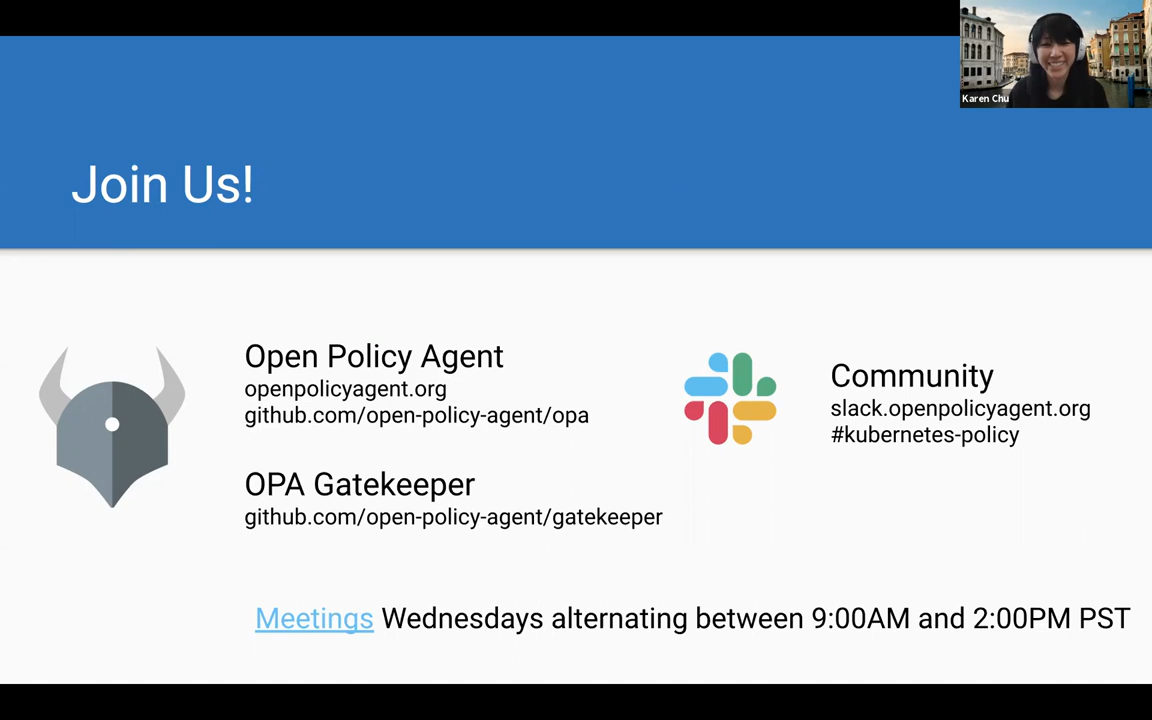 Karen Chu
Join Us!
Open Policy Agent
openpolicyagent.org
github.com/open-policy-agent/opa
OPA Gatekeeper
github.com/open-policy-agent/gatekeeper
Community
slack.openpolicyagent.org
#kubernetes-policy
Meetings Wednesdays alternating between 9:00AM and 2:00PM PST